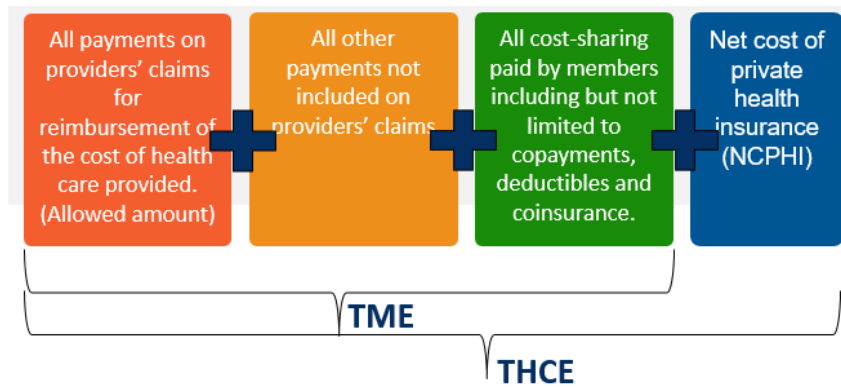 All payments on
providers' claims
for
reimbursement of
the cost of health
care provided.
(Allowed amount)
All other
payments not
included on
providers' claims
All cost-sharing
paid by members
including but not
limited to
copayments,
deductibles and
coinsurance.
Net cost of
private
health
insurance
(NCPHI)
TME
THCE